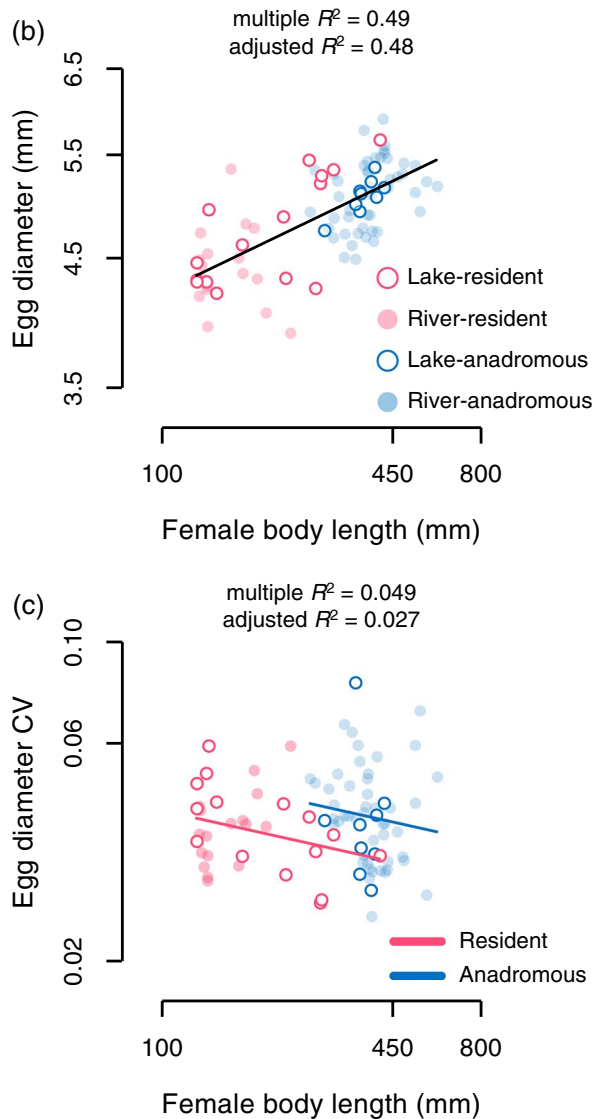 (b)
multiple R² = 0.49
adjusted R² = 0.48
Egg diameter (mm)
6.5
5.5
4.5
3.5
Lake-resident
River-resident
Lake-anadromous
River-anadromous
100 450 800
Female body length (mm)
(c)
multiple R² = 0.049
adjusted R² = 0.027
Egg diameter CV
0.10
0.06
0.02
Resident
Anadromous
100 450 800
Female body length (mm)